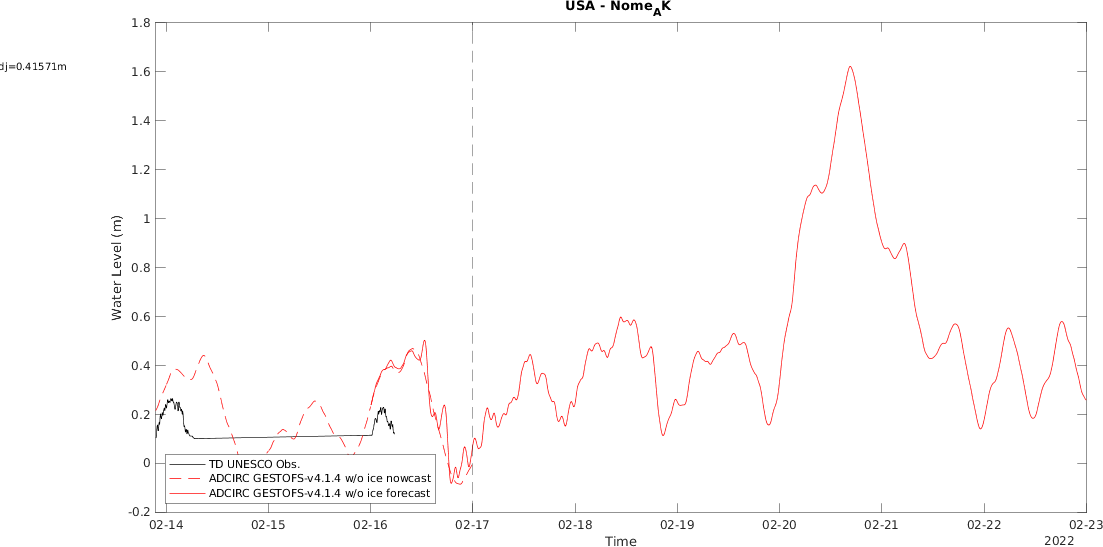 USA - Nome_AK
dj=0.41571m
1.8
1.6
1.4
1.2
1
0.8
0.6
0.4
0.2
0
-0.2
Water Level (m)
TD UNESCO Obs.
ADCIRC GESTOFS-v4.1.4 w/o ice nowcast
ADCIRC GESTOFS-v4.1.4 w/o ice forecast
02-14 02-15 02-16 02-17 02-18 02-19 02-20 02-21 02-22 02-23
Time
2022